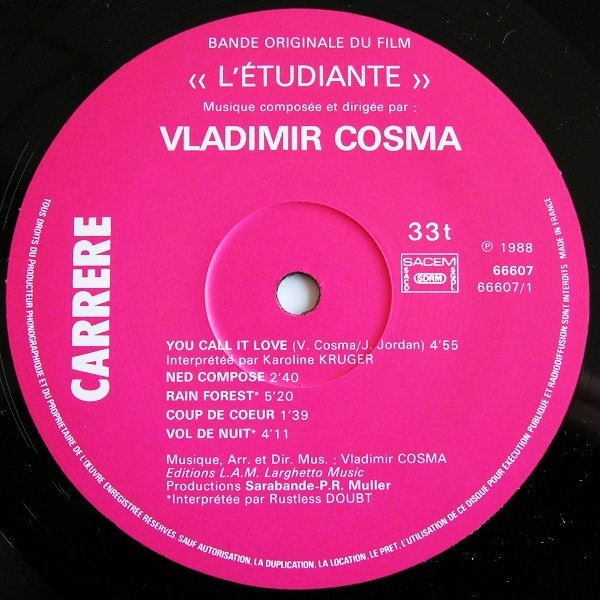 BANDE ORIGINALE DU FILM
‹‹ L'ÉTUDIANTE ››
Musique composée et dirigée par :
VLADIMIR COSMA
CARRERE
33t
SACEM
SACD
SDRM
SGDL
℗ 1988
66607
66607/1
YOU CALL IT LOVE (V. Cosma/J. Jordan) 4'55
Interprétée par Karoline KRUGER
NED COMPOSE 2'40
RAIN FOREST* 5'20
COUP DE COEUR 1'39
VOL DE NUIT* 4'11
Musique, Arr. et Dir. Mus. : Vladimir COSMA
Editions L.A.M. Larghetto Music
Productions Sarabande-P.R. Muller
*Interprétée par Rustless DOUBT
TOUS DROITS DU PRODUCTEUR PHONOGRAPHIQUE ET DU PROPRIETAIRE DE L'ŒUVRE ENREGISTREE RESERVES. SAUF AUTORISATION, LA DUPLICATION, LA LOCATION, LE PRET, L'UTILISATION DE CE DISQUE POUR EXECUTION PUBLIQUE ET RADIODIFFUSION SONT INTERDITS MADE IN FRANCE